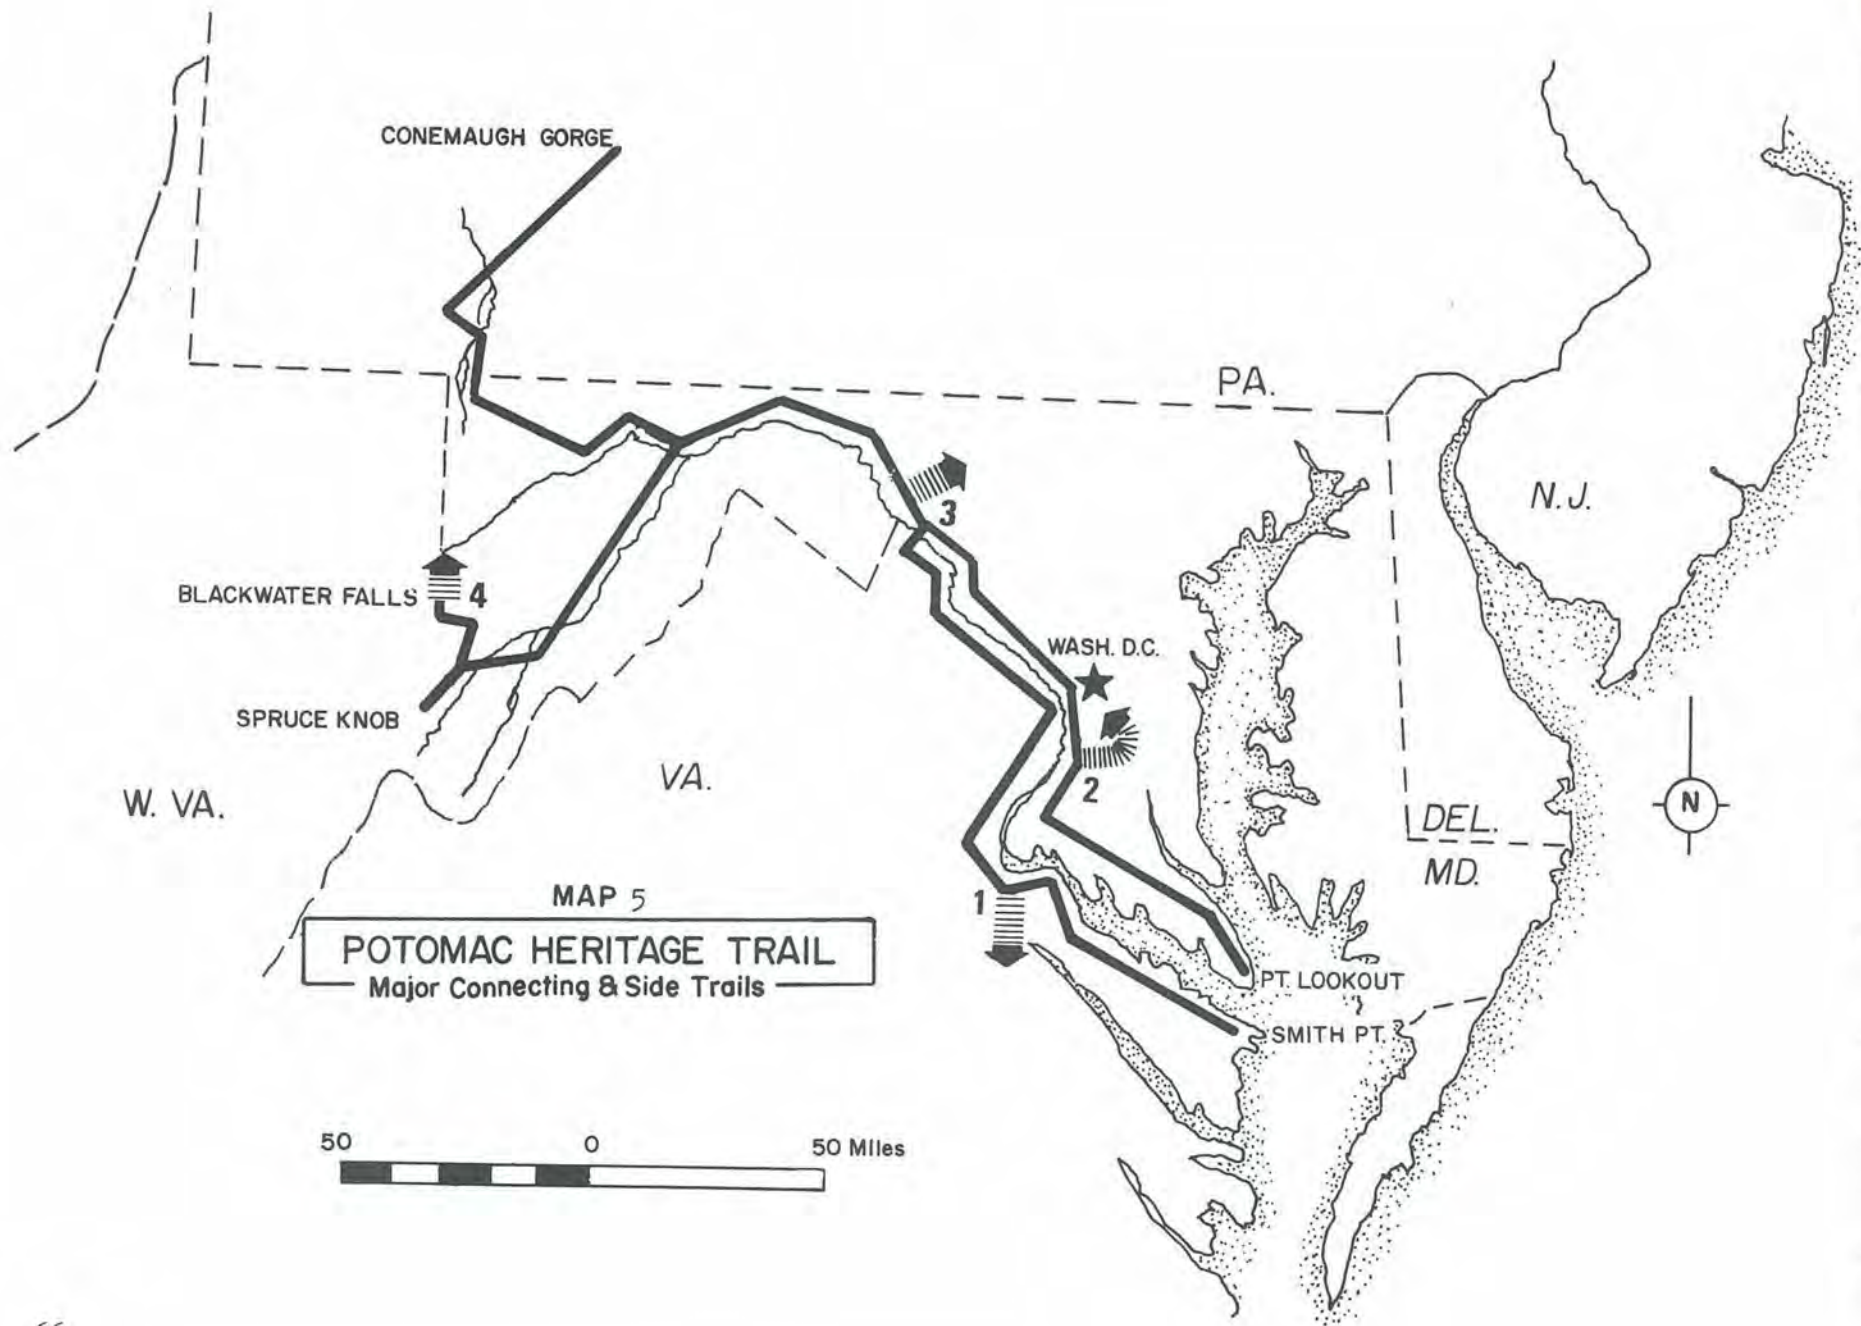 CONEMAUGH GORGE
PA.
N.J.
3
BLACKWATER FALLS
4
WASH. D.C.
SPRUCE KNOB
VA.
W. VA.
2
N
DEL.
MD.
1
MAP 5
POTOMAC HERITAGE TRAIL
Major Connecting & Side Trails
PT. LOOKOUT
SMITH PT.
50 0 50 Miles